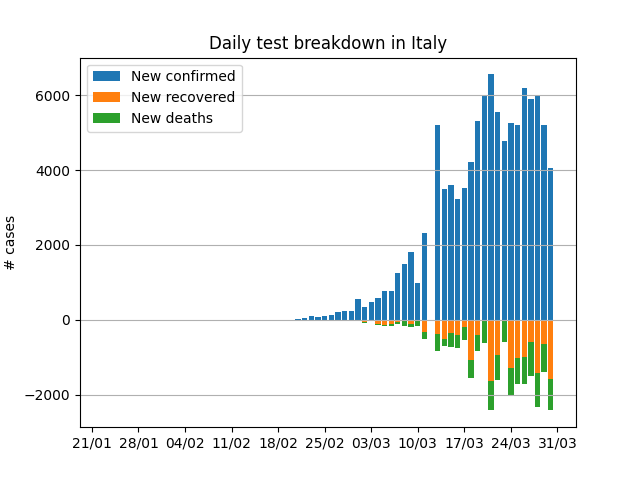 Daily test breakdown in Italy
New confirmed
New recovered
New deaths
# cases
6000
4000
2000
0
−2000
21/01 28/01 04/02 11/02 18/02 25/02 03/03 10/03 17/03 24/03 31/03